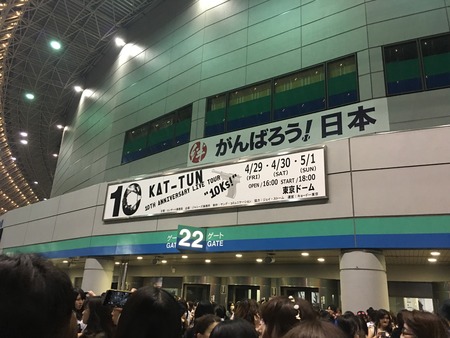 がんばろう!日本
10 KAT-TUN
10TH ANNIVERSARY LIVE TOUR "10Ks!"
4/29・4/30・5/1
(FRI) (SAT) (SUN)
OPEN/16:00 START/18:00
東京ドーム
ゲート 22 ゲート
GATE GATE